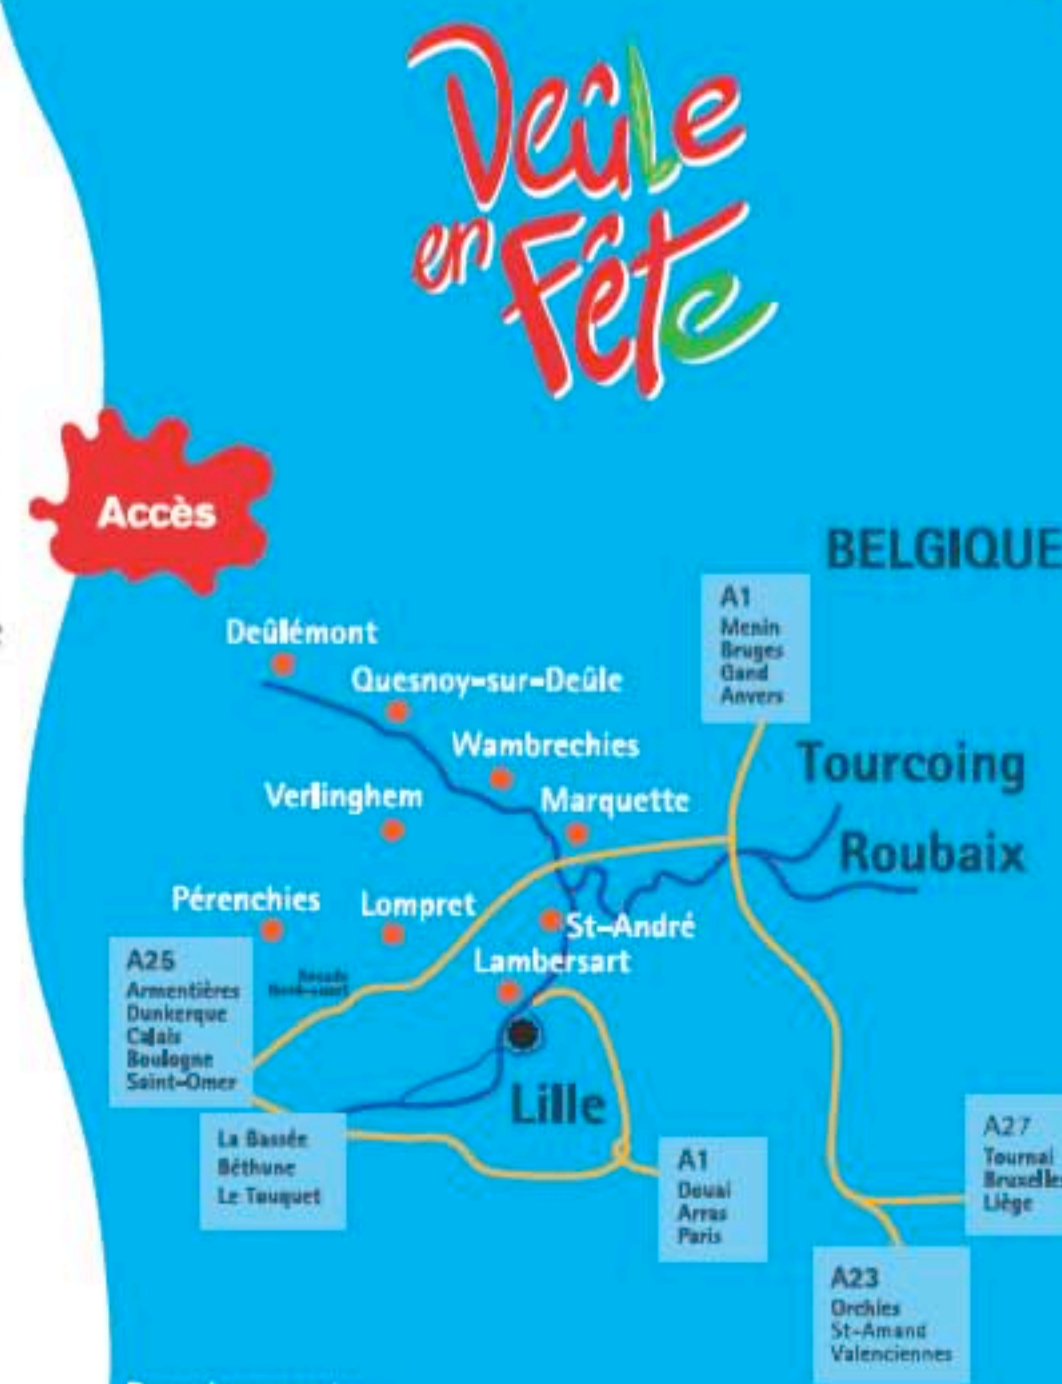 Deûle
en Fête
Accès
BELGIQUE
A1
Menin
Bruges
Gand
Anvers
Deûlémont
Quesnoy-sur-Deûle
Wambrechies
Tourcoing
Verlinghem
Marquette
Roubaix
Pérenchies
Lompret
St-André
Lambersart
A25
Armentières
Dunkerque
Calais
Boulogne
Saint-Omer
Lille
La Bassée
Béthune
Le Touquet
A1
Douai
Arras
Paris
A27
Tournai
Bruxelles
Liège
A23
Orchies
St-Amand
Valenciennes